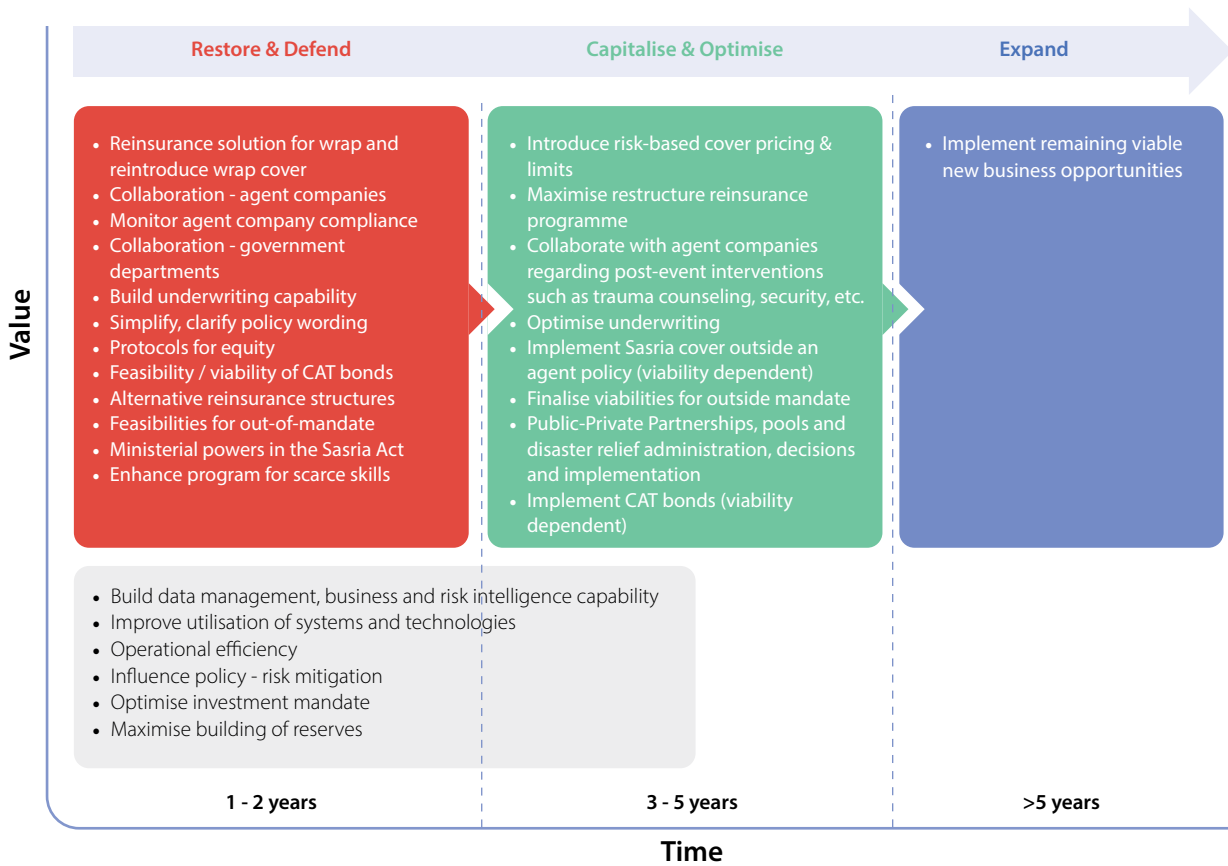 Restore & Defend
Capitalise & Optimise
Expand
• Reinsurance solution for wrap and
reintroduce wrap cover
• Collaboration - agent companies
• Monitor agent company compliance
• Collaboration - government
departments
• Build underwriting capability
• Simplify, clarify policy wording
• Protocols for equity
• Feasibility / viability of CAT bonds
• Alternative reinsurance structures
• Feasibilities for out-of-mandate
• Ministerial powers in the Sasria Act
• Enhance program for scarce skills
• Introduce risk-based cover pricing &
limits
• Maximise restructure reinsurance
programme
• Collaborate with agent companies
regarding post-event interventions
such as trauma counseling, security, etc.
• Optimise underwriting
• Implement Sasria cover outside an
agent policy (viability dependent)
• Finalise viabilities for outside mandate
• Public-Private Partnerships, pools and
disaster relief administration, decisions
and implementation
• Implement CAT bonds (viability
dependent)
• Implement remaining viable
new business opportunities
• Build data management, business and risk intelligence capability
• Improve utilisation of systems and technologies
• Operational efficiency
• Influence policy - risk mitigation
• Optimise investment mandate
• Maximise building of reserves
Value
1 - 2 years
3 - 5 years
>5 years
Time